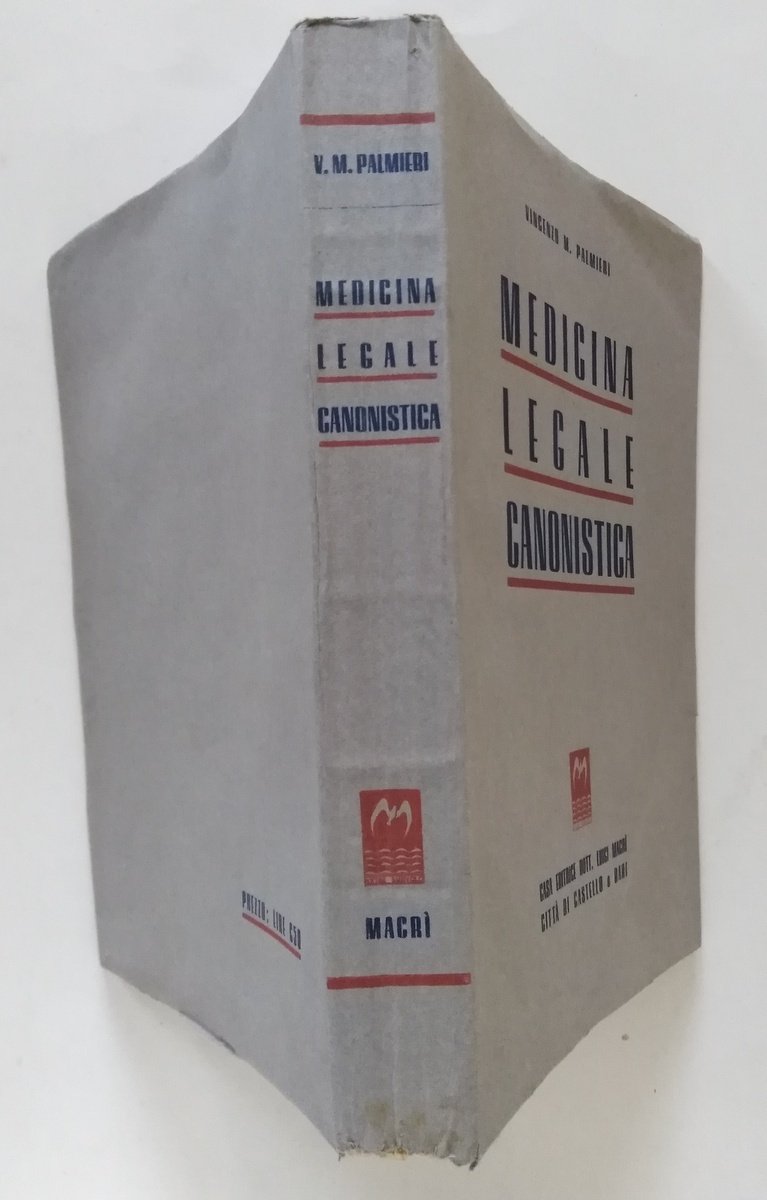 V. M. PALMIERI
MEDICINA
LEGALE
CANONISTICA
MACRÌ
VINCENZO M. PALMIERI
MEDICINA
LEGALE
CANONISTICA
CASA EDITRICE DOTT. LUIGI MACRÌ
CITTÀ DI CASTELLO & BARI
PREZZO: LIRE 650